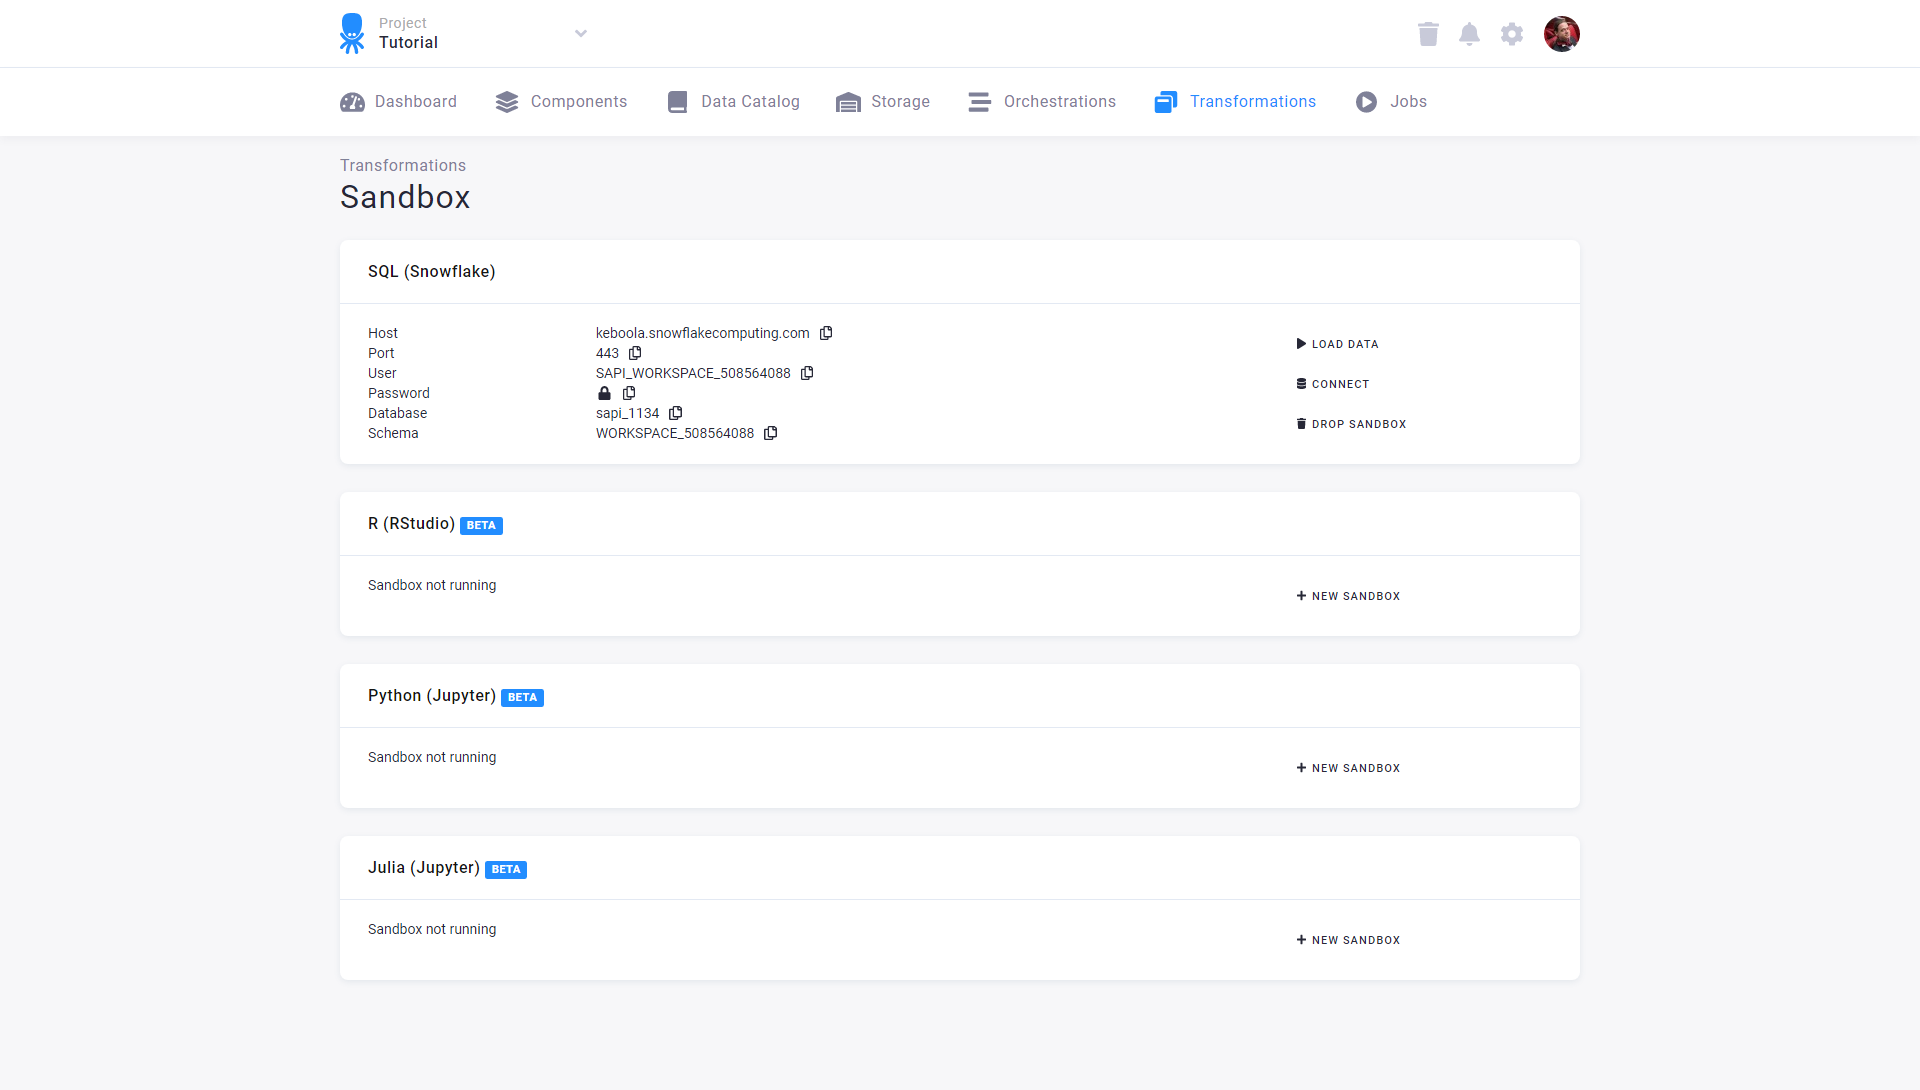 Project
Tutorial
Dashboard Components Data Catalog Storage Orchestrations Transformations Jobs
Transformations
Sandbox
SQL (Snowflake)
Host keboola.snowflakecomputing.com
Port 443
User SAPI_WORKSPACE_508564088
Password
Database sapi_1134
Schema WORKSPACE_508564088
LOAD DATA
CONNECT
DROP SANDBOX
R (RStudio) BETA
Sandbox not running
NEW SANDBOX
Python (Jupyter) BETA
Sandbox not running
NEW SANDBOX
Julia (Jupyter) BETA
Sandbox not running
NEW SANDBOX